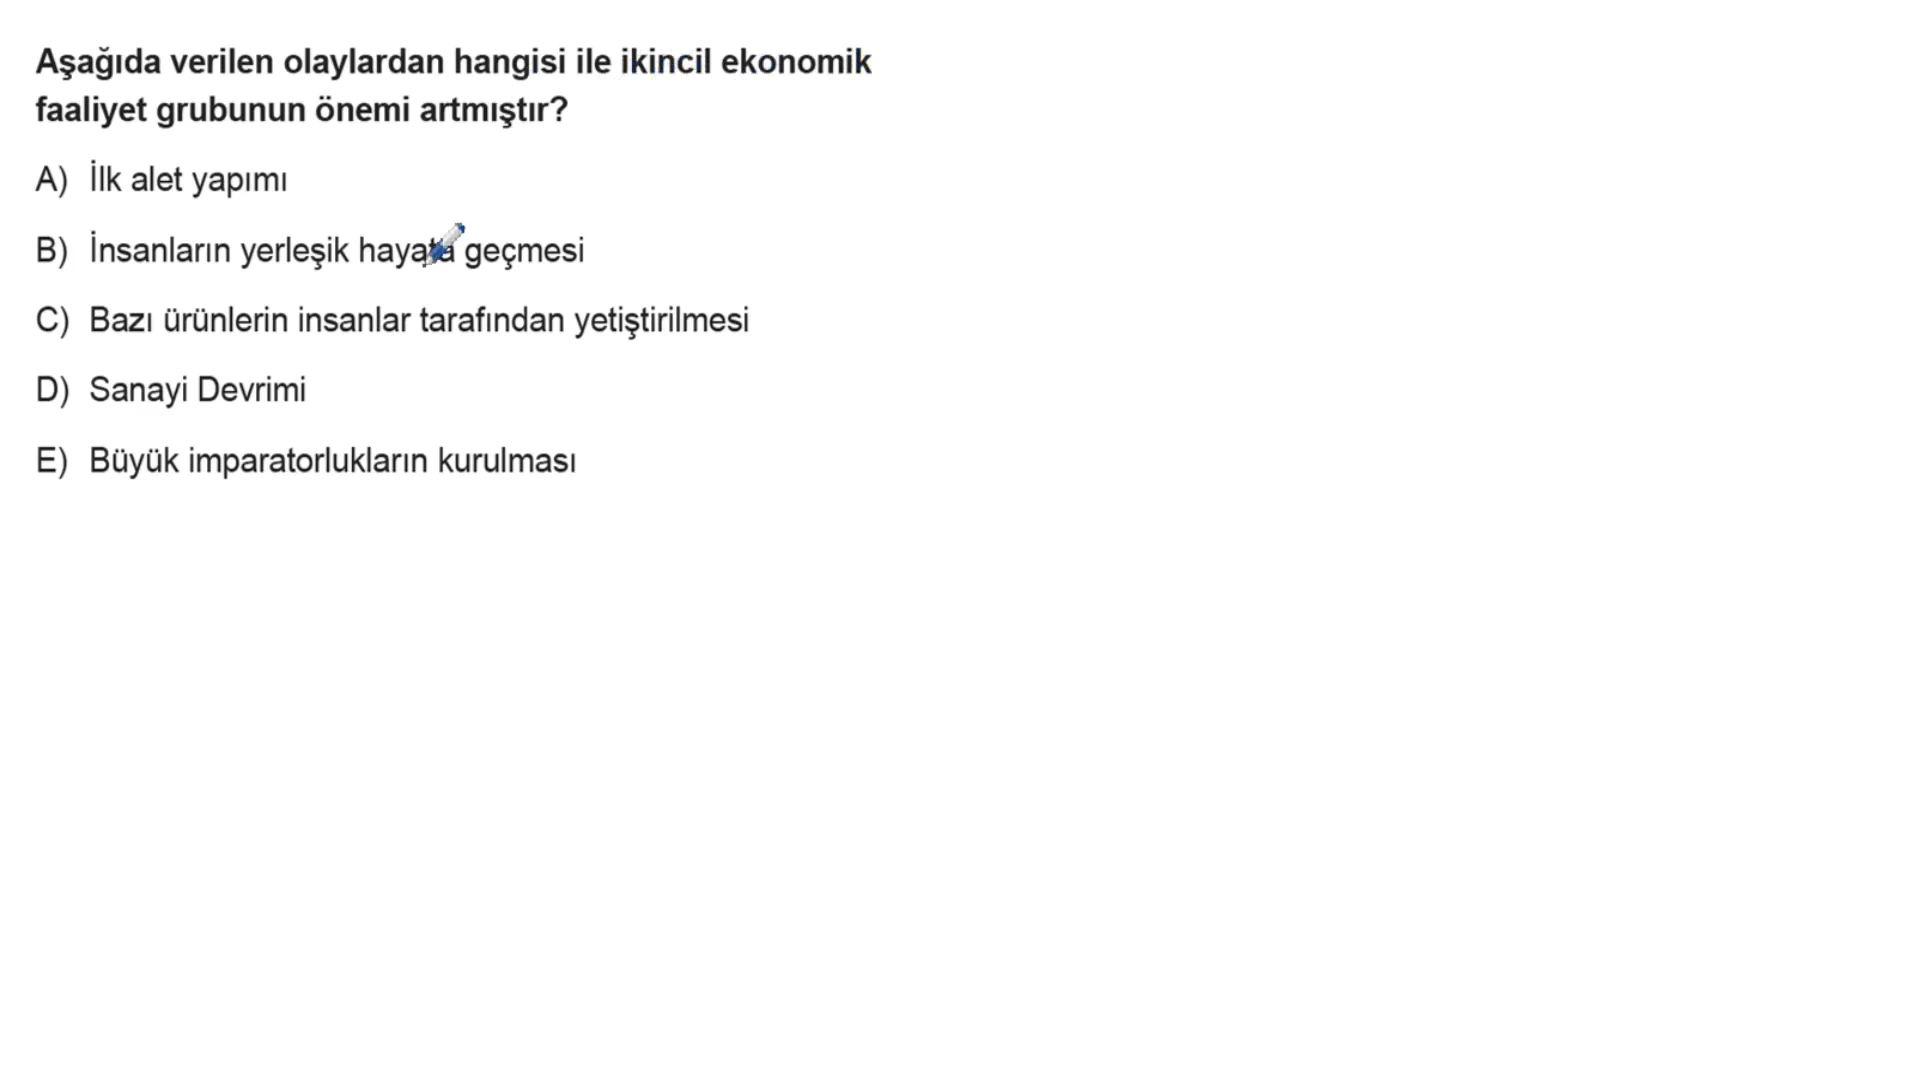 Aşağıda verilen olaylardan hangisi ile ikincil ekonomik
faaliyet grubunun önemi artmıştır?
A) İlk alet yapımı
B) İnsanların yerleşik hayata geçmesi
C) Bazı ürünlerin insanlar tarafından yetiştirilmesi
D) Sanayi Devrimi
E) Büyük imparatorlukların kurulması